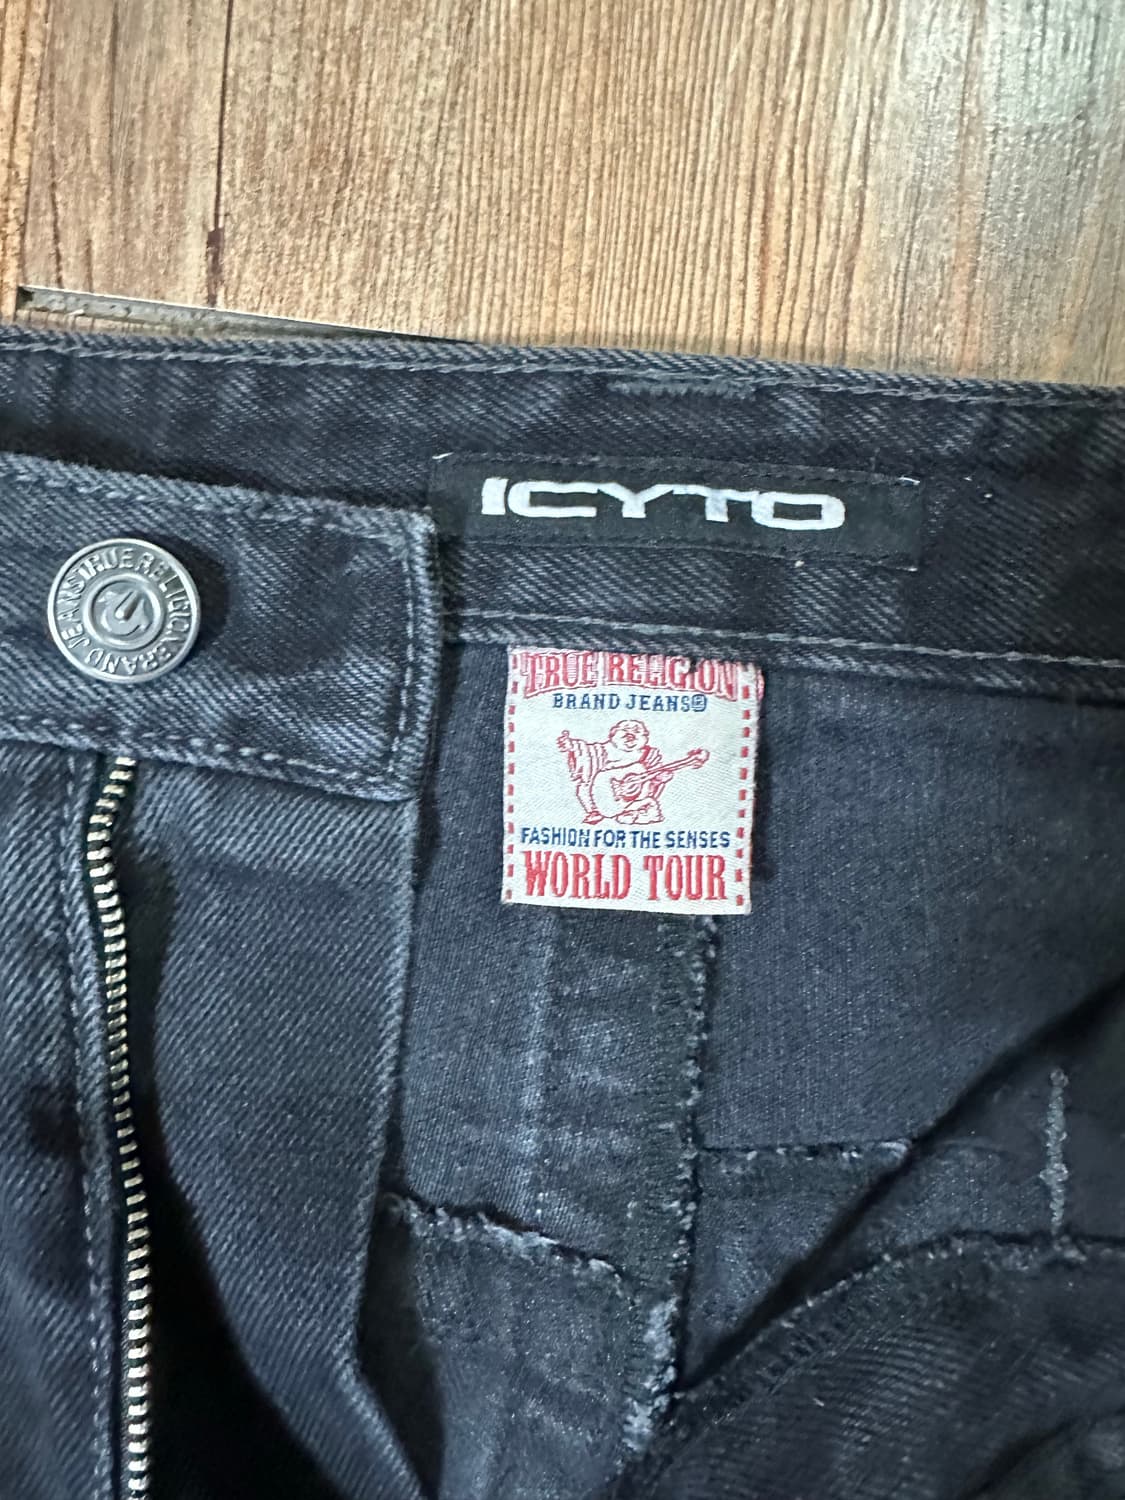 ICYTO
TRUE RELIGION BRAND JEANS
TRUE RELIGION
BRAND JEANS®
FASHION FOR THE SENSES
WORLD TOUR